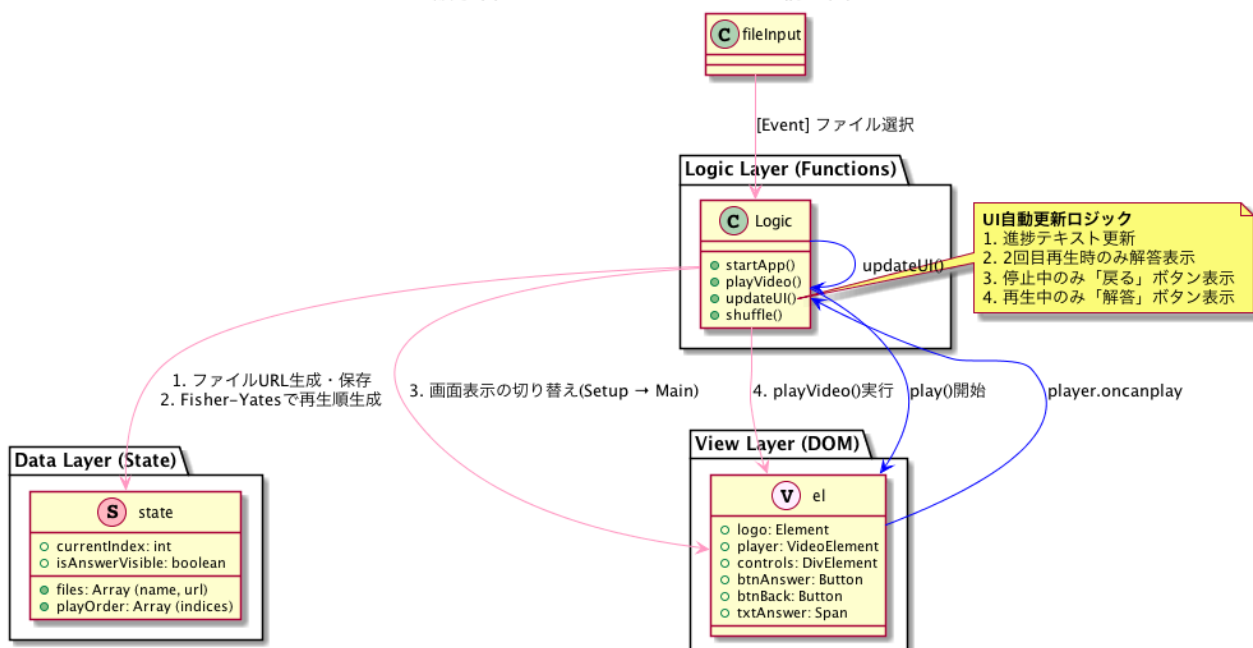 C fileInput
[Event] ファイル選択
Logic Layer (Functions)
C Logic
startApp()
playVideo()
updateUI()
shuffle()
updateUI()
UI自動更新ロジック
1. 進捗テキスト更新
2. 2回目再生時のみ解答表示
3. 停止中のみ「戻る」ボタン表示
4. 再生中のみ「解答」ボタン表示
1. ファイルURL生成・保存
2. Fisher-Yatesで再生順生成
3. 画面表示の切り替え(Setup → Main)
4. playVideo()実行
play()開始
player.oncanplay
Data Layer (State)
S state
currentIndex: int
isAnswerVisible: boolean
files: Array (name, url)
playOrder: Array (indices)
View Layer (DOM)
V el
logo: Element
player: VideoElement
controls: DivElement
btnAnswer: Button
btnBack: Button
txtAnswer: Span